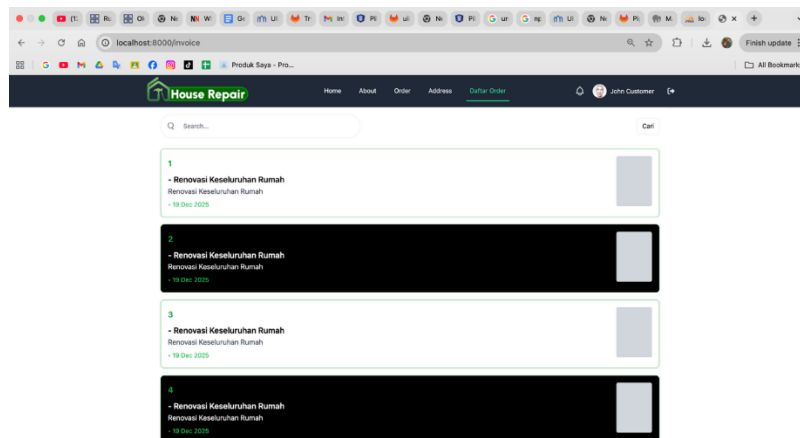 localhost:8000/invoice
Finish update
Produk Saya - Pro...
All Bookmark
House Repair
Home About Order Address Daftar Order
John Customer
Search...
Cari
1
- Renovasi Keseluruhan Rumah
Renovasi Keseluruhan Rumah
- 19 Dec 2025
2
- Renovasi Keseluruhan Rumah
Renovasi Keseluruhan Rumah
- 19 Dec 2025
3
- Renovasi Keseluruhan Rumah
Renovasi Keseluruhan Rumah
- 19 Dec 2025
4
- Renovasi Keseluruhan Rumah
Renovasi Keseluruhan Rumah
- 19 Dec 2025